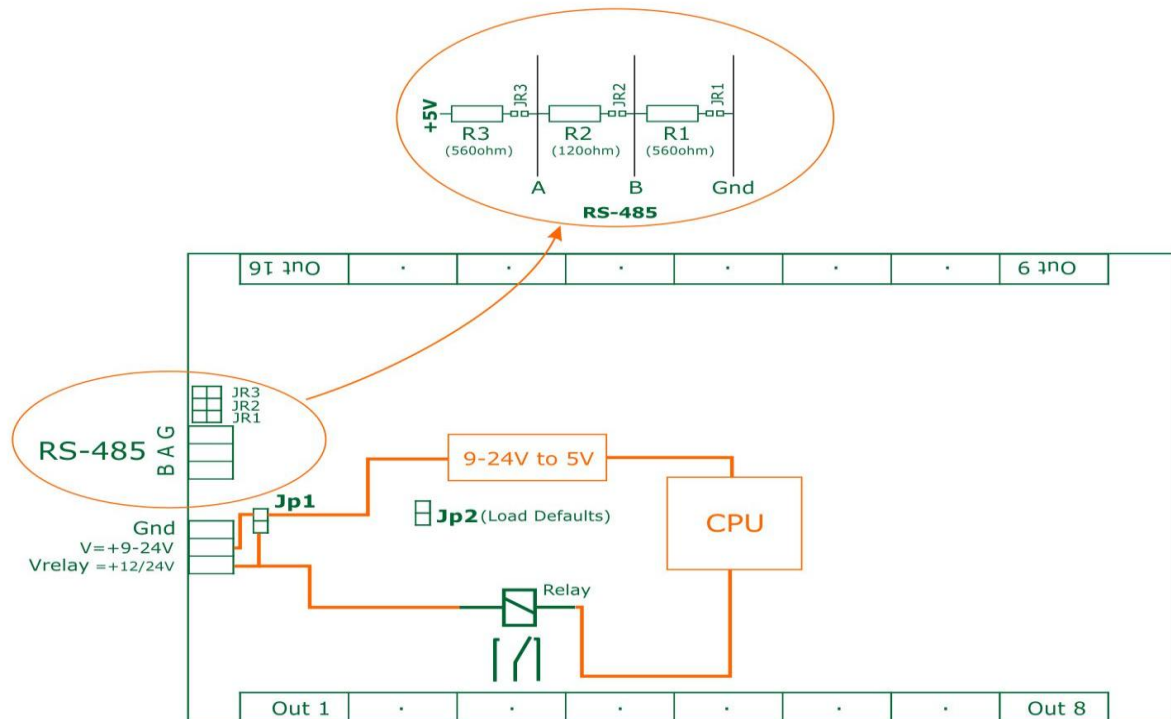 +5V
JR3
JR2
JR1
R3
R2
R1
(560ohm)
(120ohm)
(560ohm)
A
B
Gnd
RS-485
Out 16
.
.
.
.
.
.
Out 9
JR3
JR2
JR1
RS-485
B A G
9-24V to 5V
Jp1
Jp2 (Load Defaults)
CPU
Gnd
V=+9-24V
Vrelay =+12/24V
Relay
Out 1
.
.
.
.
.
.
Out 8